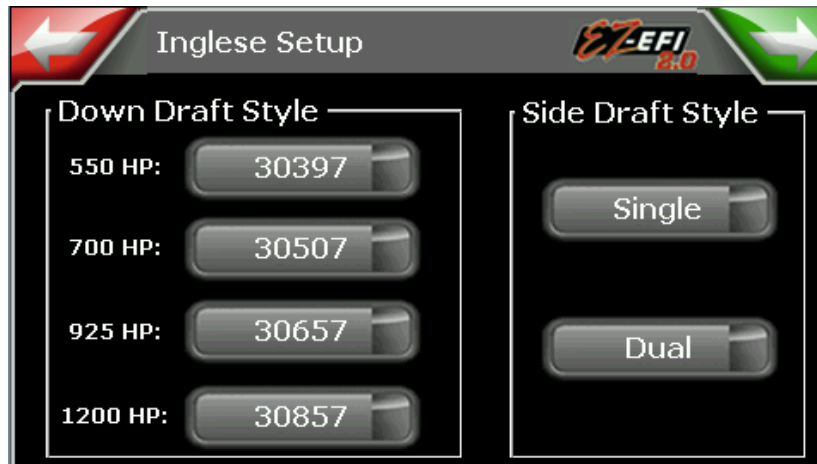 Inglese Setup
EZ-EFI
2.0
Down Draft Style
550 HP: 30397
700 HP: 30507
925 HP: 30657
1200 HP: 30857
Side Draft Style
Single
Dual